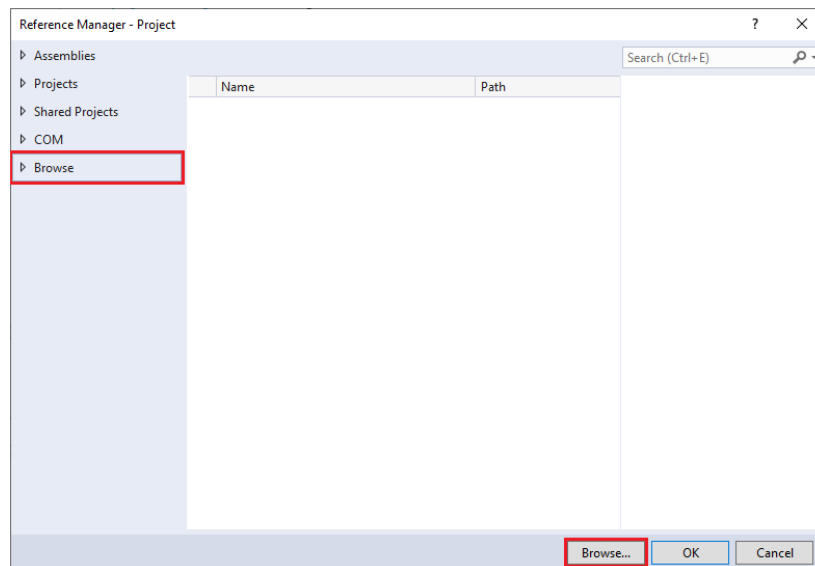 Reference Manager - Project
?
Assemblies
Search (Ctrl+E)
Projects
Name
Path
Shared Projects
COM
Browse
Browse...
OK
Cancel